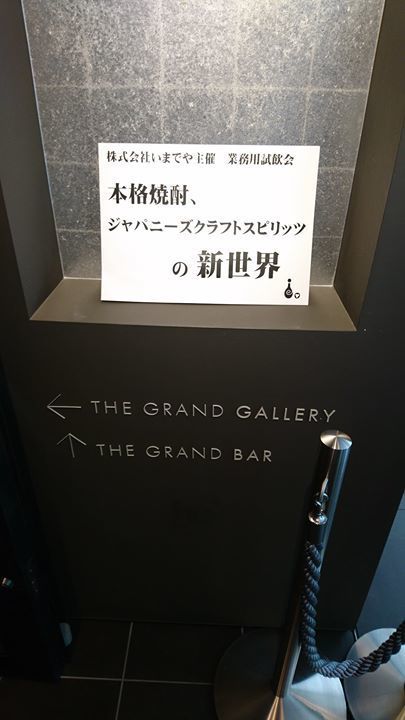 株式会社いまでや主催　業務用試飲会
本格焼酎、
ジャパニーズクラフトスピリッツ
の 新世界
← THE GRAND GALLERY
↑ THE GRAND BAR